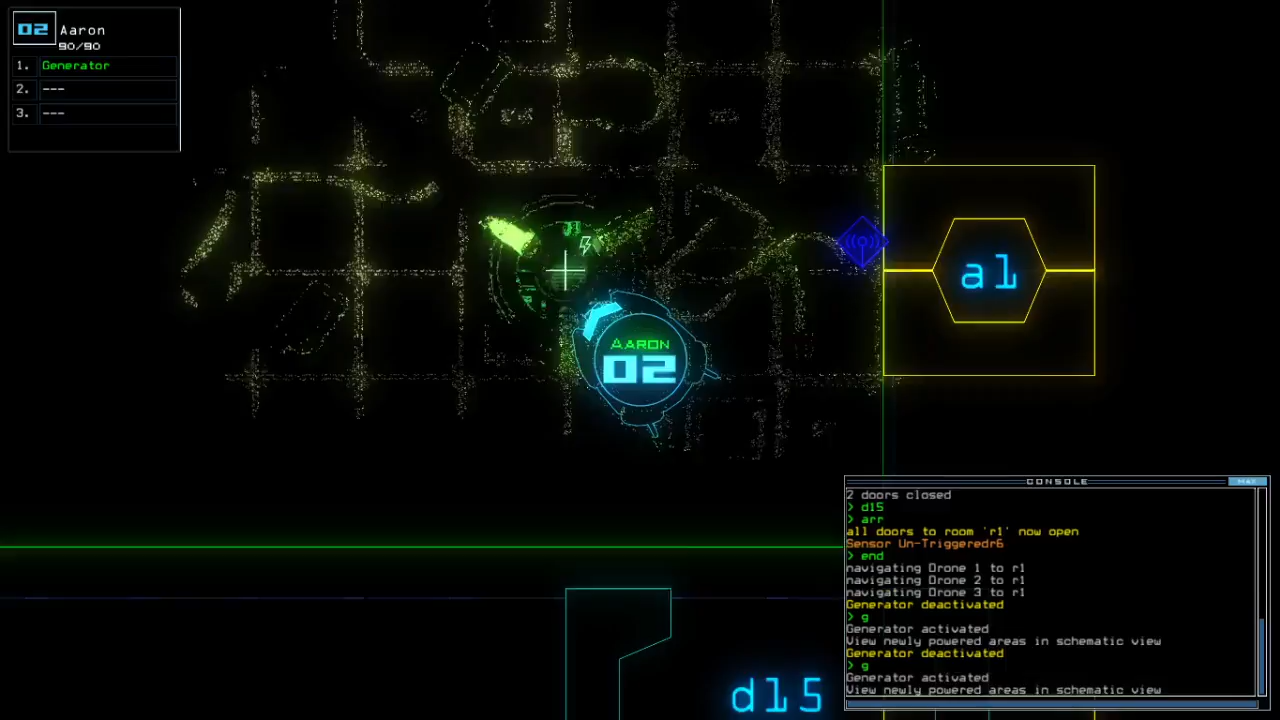 02 Aaron
90/90
1. Generator
2. ---
3. ---
a1
AARON
02
CONSOLE
MAX
2 doors closed
> d15
> arr
all doors to room 'r1' now open
Sensor Un-Triggeredr6
> end
navigating Drone 1 to r1
navigating Drone 2 to r1
navigating Drone 3 to r1
Generator deactivated
> g
Generator activated
View newly powered areas in schematic view
Generator deactivated
> g
Generator activated
View newly powered areas in schematic view
d15